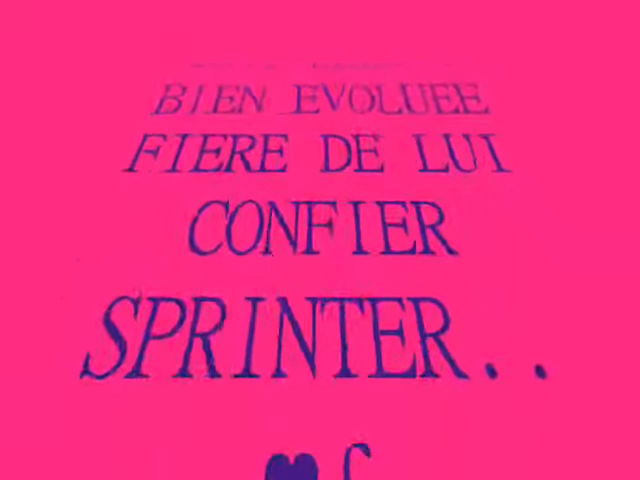 BIEN EVOLUEE
FIERE DE LUI
CONFIER
SPRINTER..